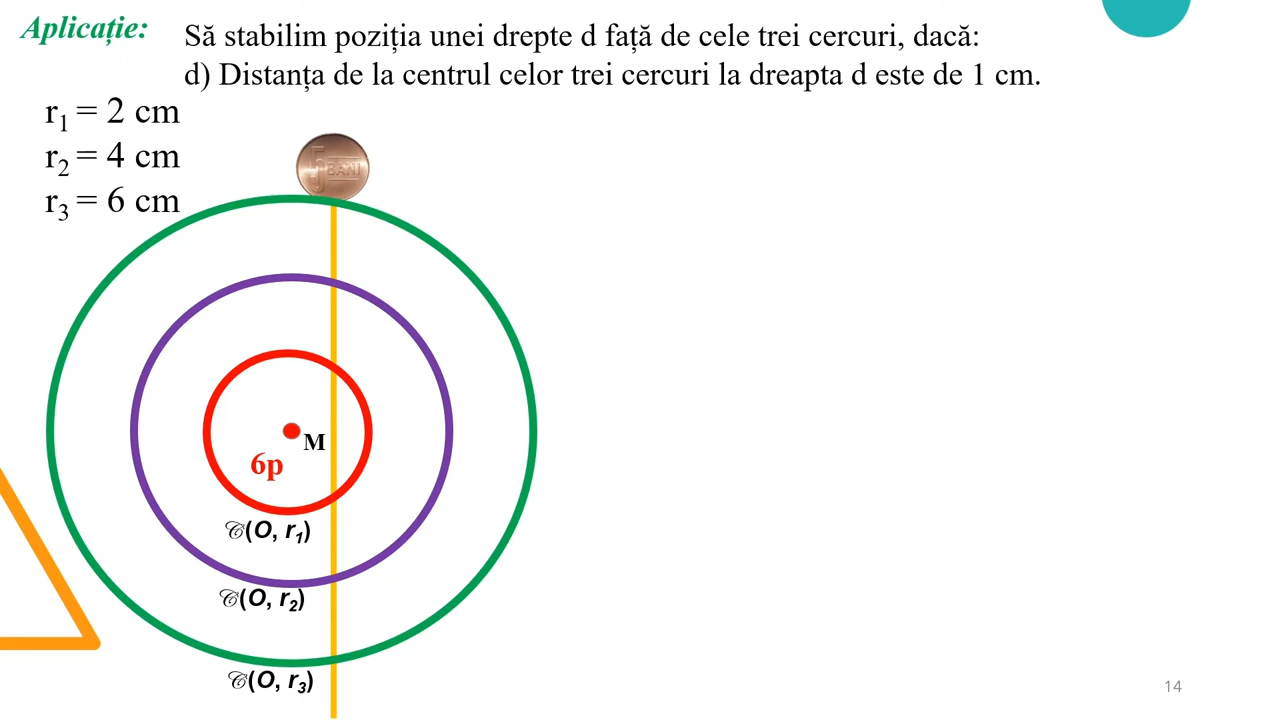 Aplicație:
Să stabilim poziția unei drepte d față de cele trei cercuri, dacă:
d) Distanța de la centrul celor trei cercuri la dreapta d este de 1 cm.
r1 = 2 cm
r2 = 4 cm
r3 = 6 cm
5 BANI
M
6p
𝒞(O, r1)
𝒞(O, r2)
𝒞(O, r3)
14